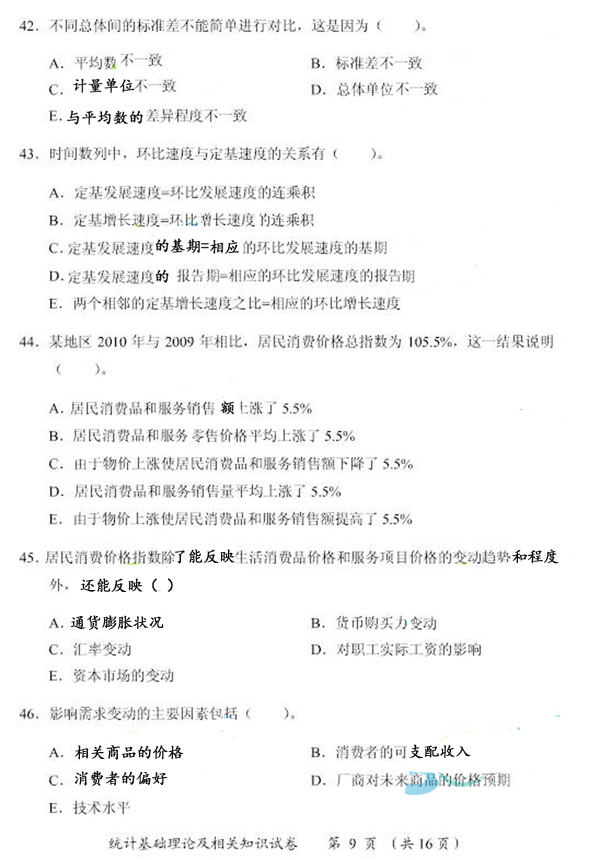 42．不同总体间的标准差不能简单进行对比，这是因为（　　）。
A．平均数不一致　　B．标准差不一致
C．计量单位不一致　　D．总体单位不一致
E．与平均数的差异程度不一致
43．时间数列中，环比速度与定基速度的关系有（　　）。
A．定基发展速度=环比发展速度的连乘积
B．定基增长速度=环比增长速度的连乘积
C．定基发展速度的基期=相应的环比发展速度的基期
D．定基发展速度的 报告期=相应的环比发展速度的报告期
E．两个相邻的定基增长速度之比=相应的环比增长速度
44．某地区 2010 年与 2009 年相比，居民消费价格总指数为 105.5%，这一结果说明
（　　）。
A．居民消费品和服务销售额上涨了 5.5%
B．居民消费品和服务零售价格平均上涨了 5.5%
C．由于物价上涨使居民消费品和服务销售额下降了 5.5%
D．居民消费品和服务销售量平均上涨了 5.5%
E．由于物价上涨使居民消费品和服务销售额提高了 5.5%
45．居民消费价格指数除了能反映生活消费品价格和服务项目价格的变动趋势和程度
外，还能反映（ ）
A．通货膨胀状况　　B．货币购买力变动
C．汇率变动　　D．对职工实际工资的影响
E．资本市场的变动
46．影响需求变动的主要因素包括（　　）。
A．相关商品的价格　　B．消费者的可支配收入
C．消费者的偏好　　D．厂商对未来商品的价格预期
E．技术水平
统计基础理论及相关知识试卷　　第 9 页 （共16页）